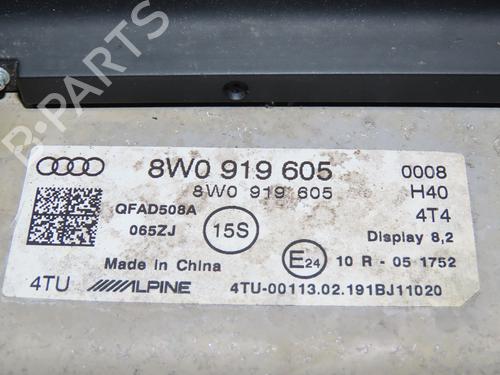 B-PARTS
8W0 919 605 0008
8W0 919 605 H40
QFAD508A 4T4
065ZJ 15S Display 8,2
Made in China E24 10 R - 05 1752
4TU ALPINE 4TU-00113.02.191BJ11020